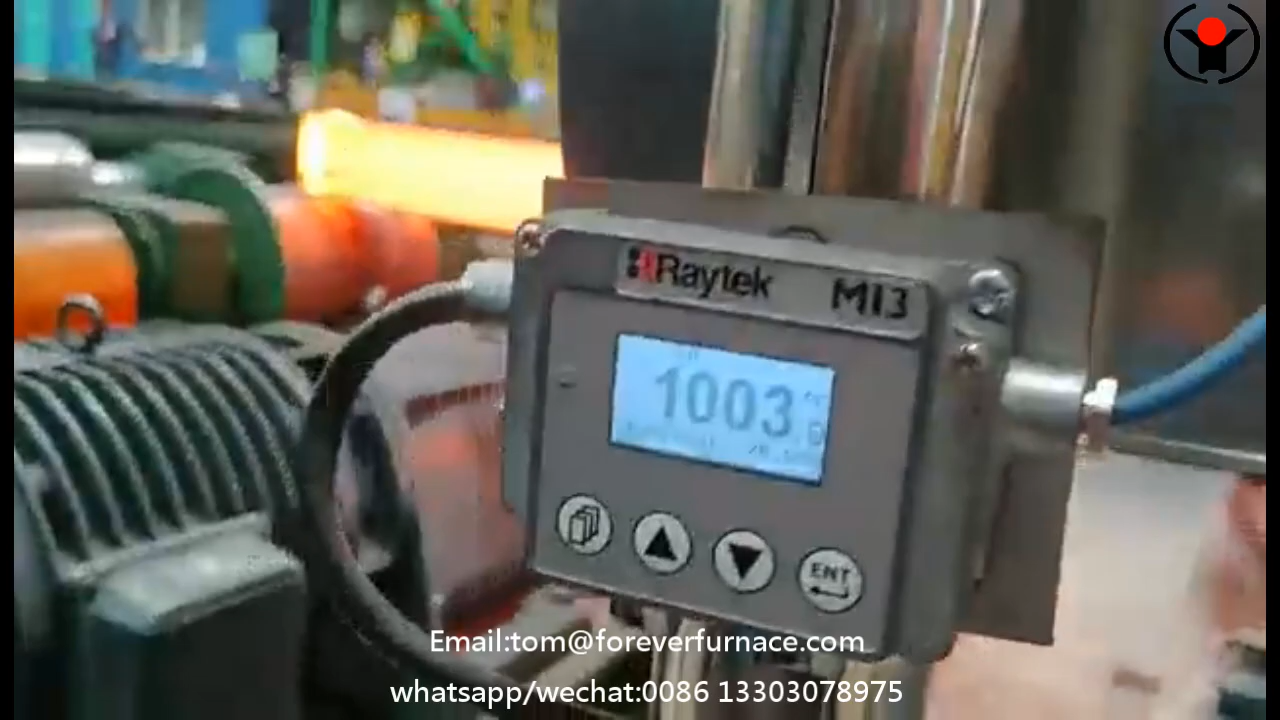 Raytek MI3
1003
ENT
Email:tom@foreverfurnace.com
whatsapp/wechat:0086 13303078975